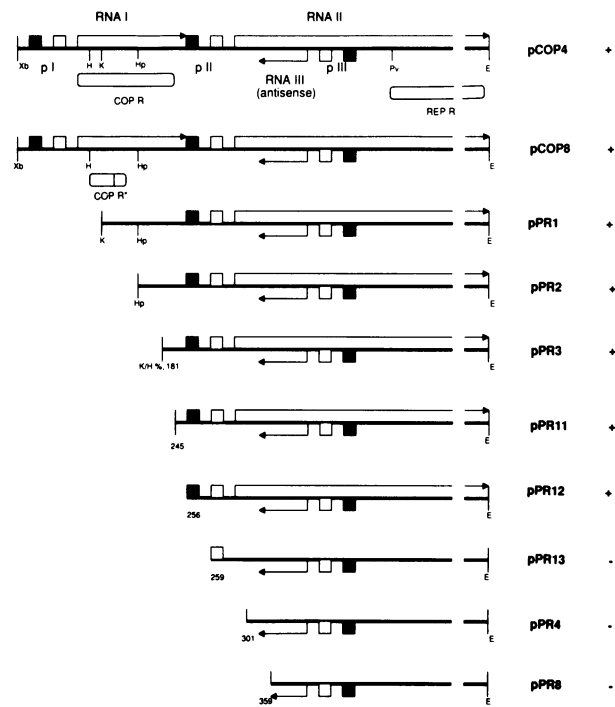 RNA I RNA II
pCOP4 +
Xb p I H K Hp p II RNA III p III Pv E
(antisense)
COP R REP R
pCOP8 +
Xb H Hp E
COP R*
pPR1 +
K Hp E
pPR2 +
Hp E
pPR3 +
K/H %, 181 E
pPR11 +
245 E
pPR12 +
256 E
pPR13 -
259 E
pPR4 -
301 E
pPR8 -
359 E